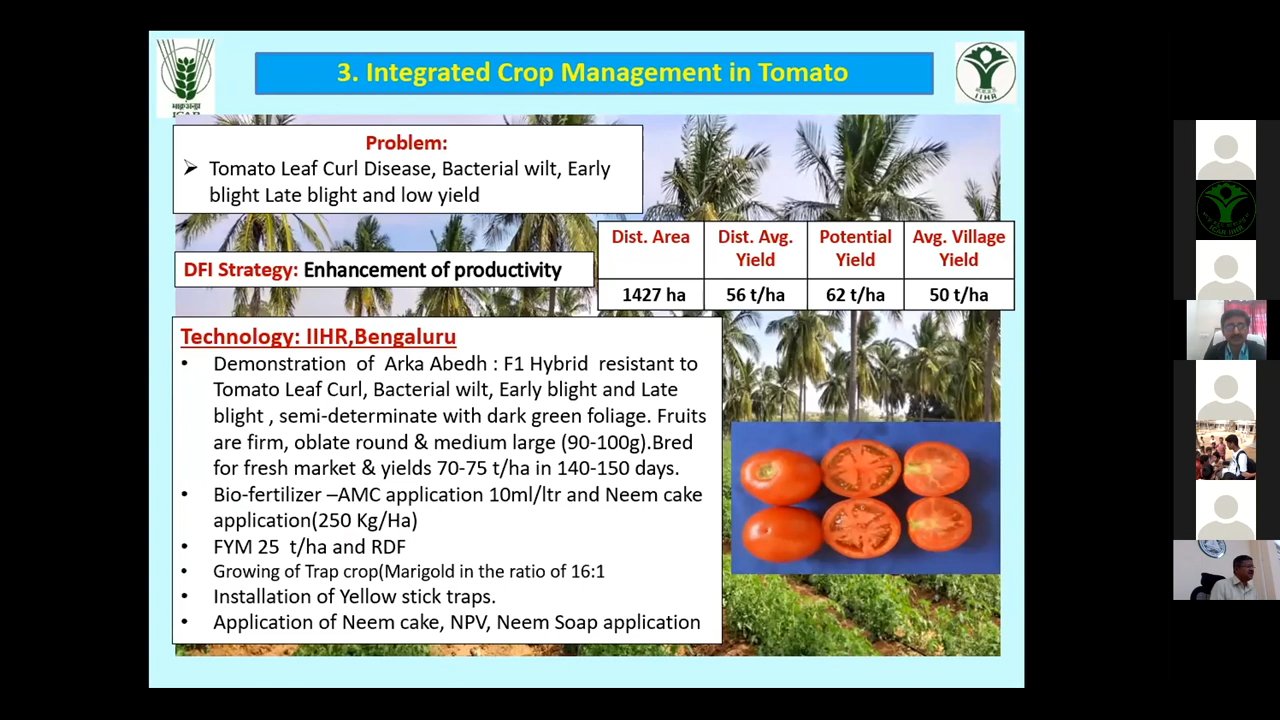 3. Integrated Crop Management in Tomato
Problem:
➢ Tomato Leaf Curl Disease, Bacterial wilt, Early
blight Late blight and low yield
DFI Strategy: Enhancement of productivity
Dist. Area Dist. Avg. Yield Potential Yield Avg. Village Yield
1427 ha 56 t/ha 62 t/ha 50 t/ha
Technology: IIHR,Bengaluru
• Demonstration of Arka Abedh : F1 Hybrid resistant to
Tomato Leaf Curl, Bacterial wilt, Early blight and Late
blight , semi-determinate with dark green foliage. Fruits
are firm, oblate round & medium large (90-100g).Bred
for fresh market & yields 70-75 t/ha in 140-150 days.
• Bio-fertilizer –AMC application 10ml/ltr and Neem cake
application(250 Kg/Ha)
• FYM 25 t/ha and RDF
• Growing of Trap crop(Marigold in the ratio of 16:1
• Installation of Yellow stick traps.
• Application of Neem cake, NPV, Neem Soap application
ICAR
IIHR
ICAR IIHR